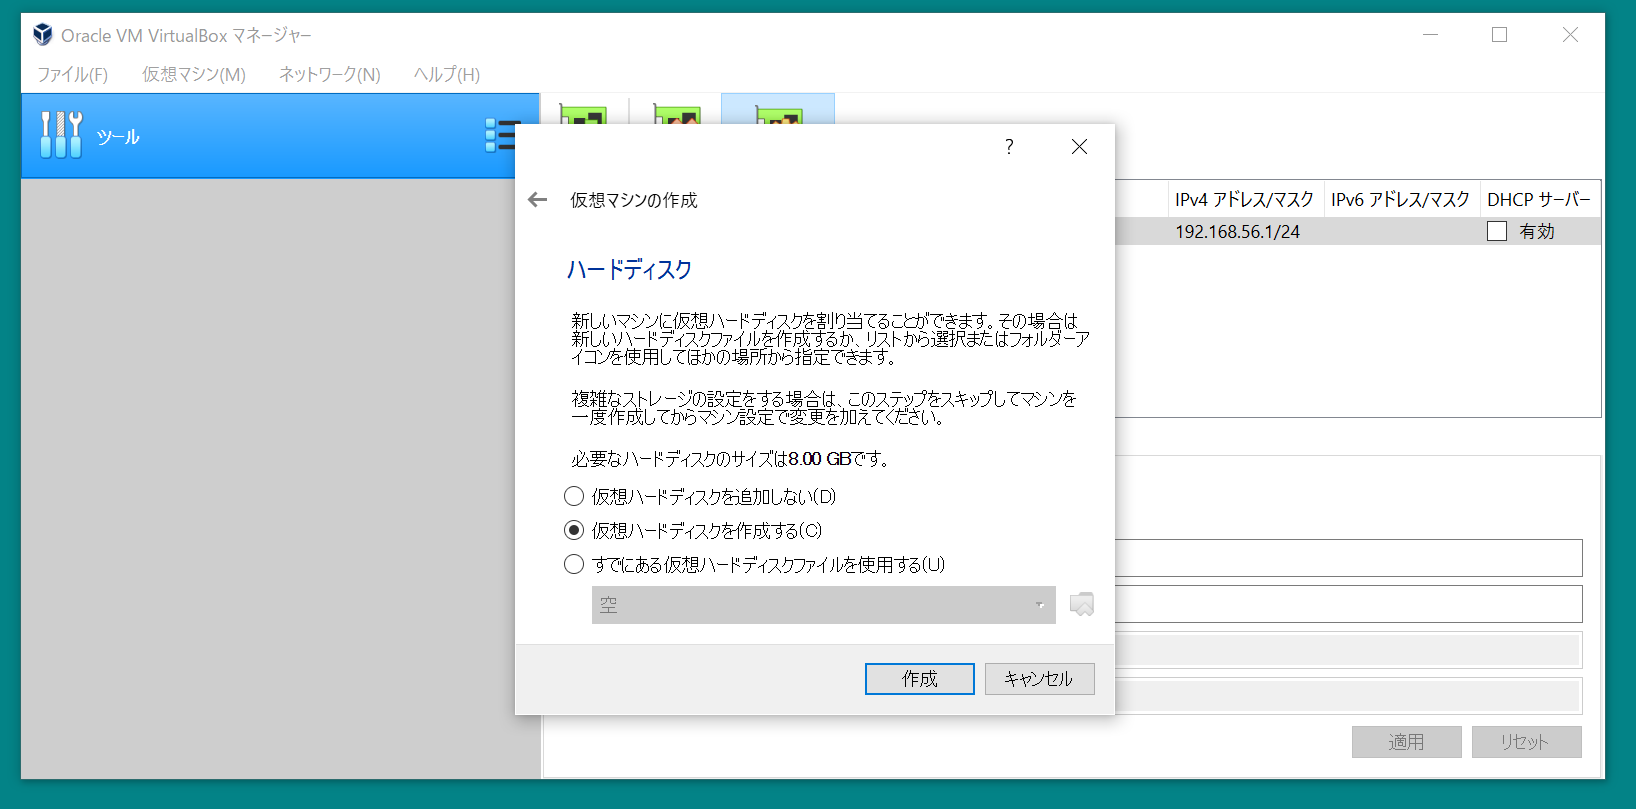 Oracle VM VirtualBox マネージャー
ファイル(F) 仮想マシン(M) ネットワーク(N) ヘルプ(H)
ツール
?
仮想マシンの作成
IPv4 アドレス/マスク IPv6 アドレス/マスク DHCP サーバー
192.168.56.1/24 有効
ハードディスク
新しいマシンに仮想ハードディスクを割り当てることができます。その場合は
新しいハードディスクファイルを作成するか、リストから選択またはフォルダーア
イコンを使用してほかの場所から指定できます。
複雑なストレージの設定をする場合は、このステップをスキップしてマシンを
一度作成してからマシン設定で変更を加えてください。
必要なハードディスクのサイズは8.00 GBです。
仮想ハードディスクを追加しない(D)
仮想ハードディスクを作成する(C)
すでにある仮想ハードディスクファイルを使用する(U)
空
作成 キャンセル
適用 リセット